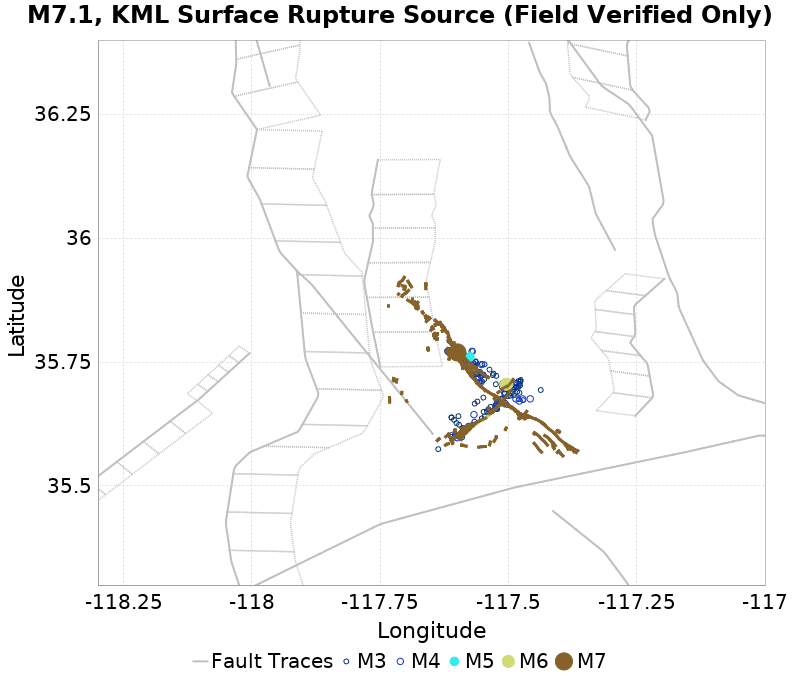 M7.1, KML Surface Rupture Source (Field Verified Only)
36.25
36
35.75
35.5
Latitude
-118.25 -118 -117.75 -117.5 -117.25 -117
Longitude
Fault Traces M3 M4 M5 M6 M7